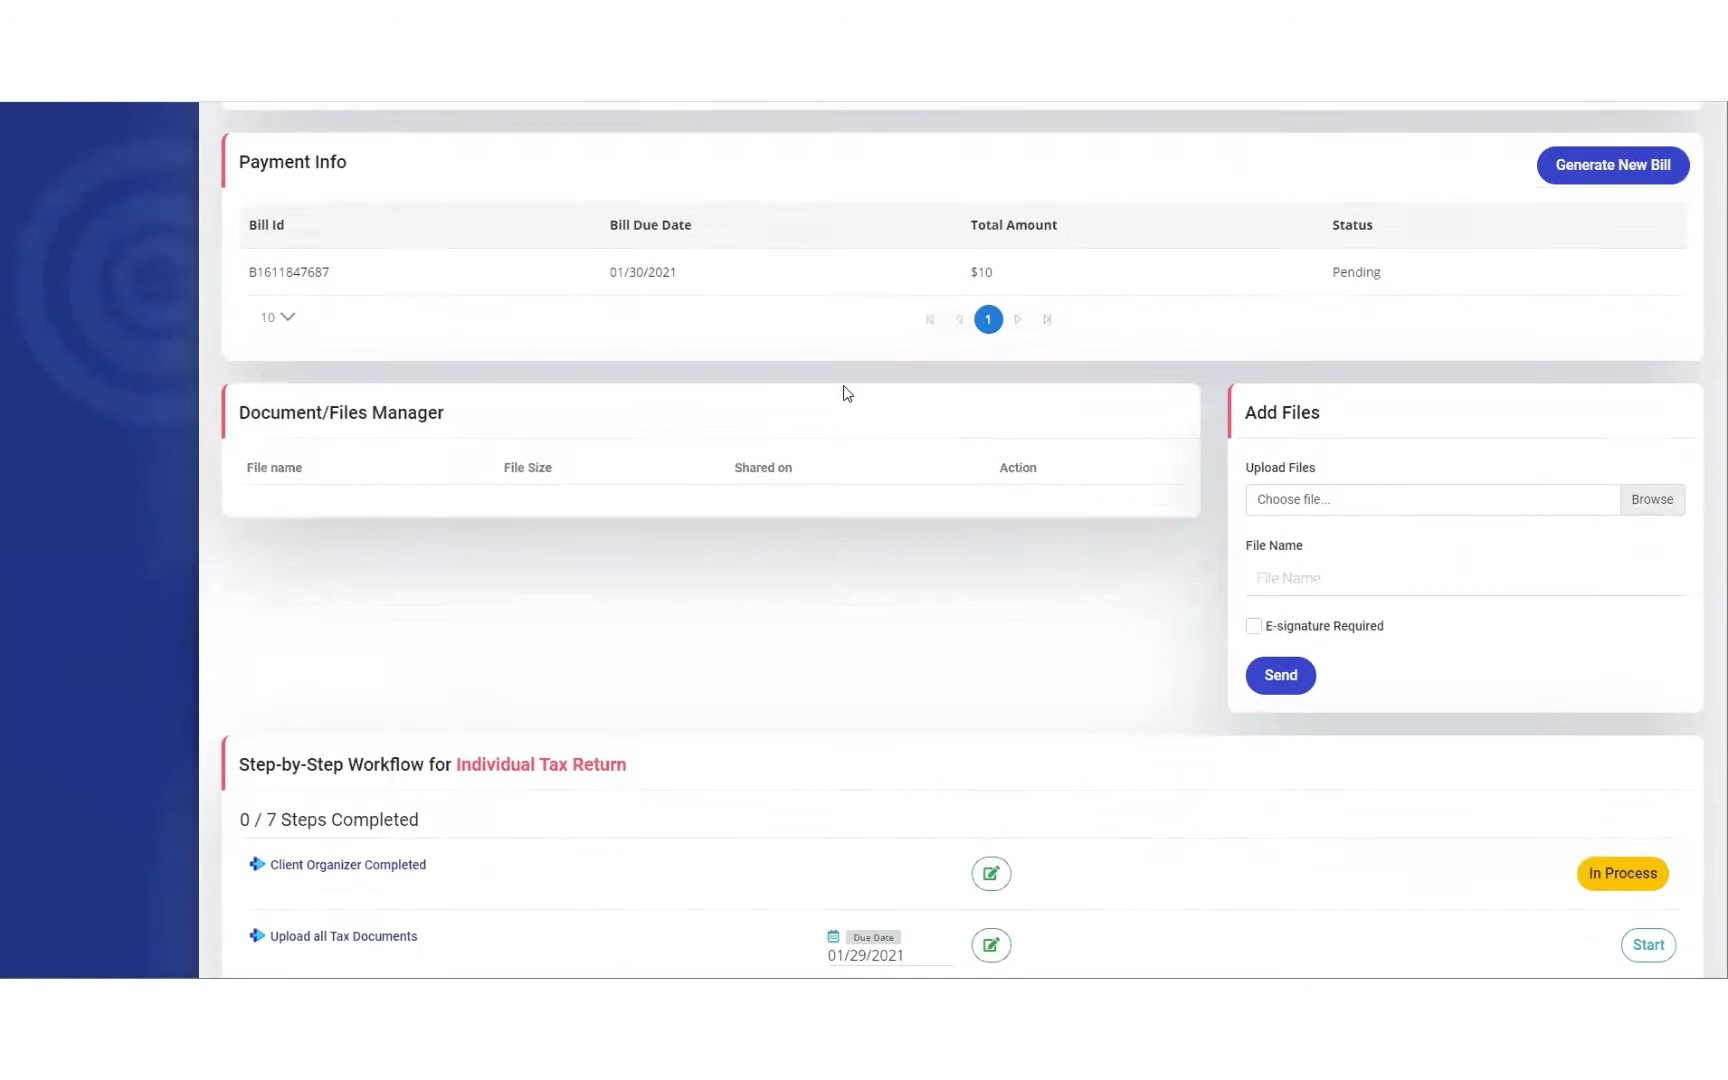 Payment Info
Generate New Bill
Bill Id Bill Due Date Total Amount Status
B1611847687 01/30/2021 $10 Pending
10 1
Document/Files Manager
File name File Size Shared on Action
Add Files
Upload Files
Choose file... Browse
File Name
File Name
E-signature Required
Send
Step-by-Step Workflow for Individual Tax Return
0 / 7 Steps Completed
Client Organizer Completed In Process
Upload all Tax Documents Due Date Start
01/29/2021